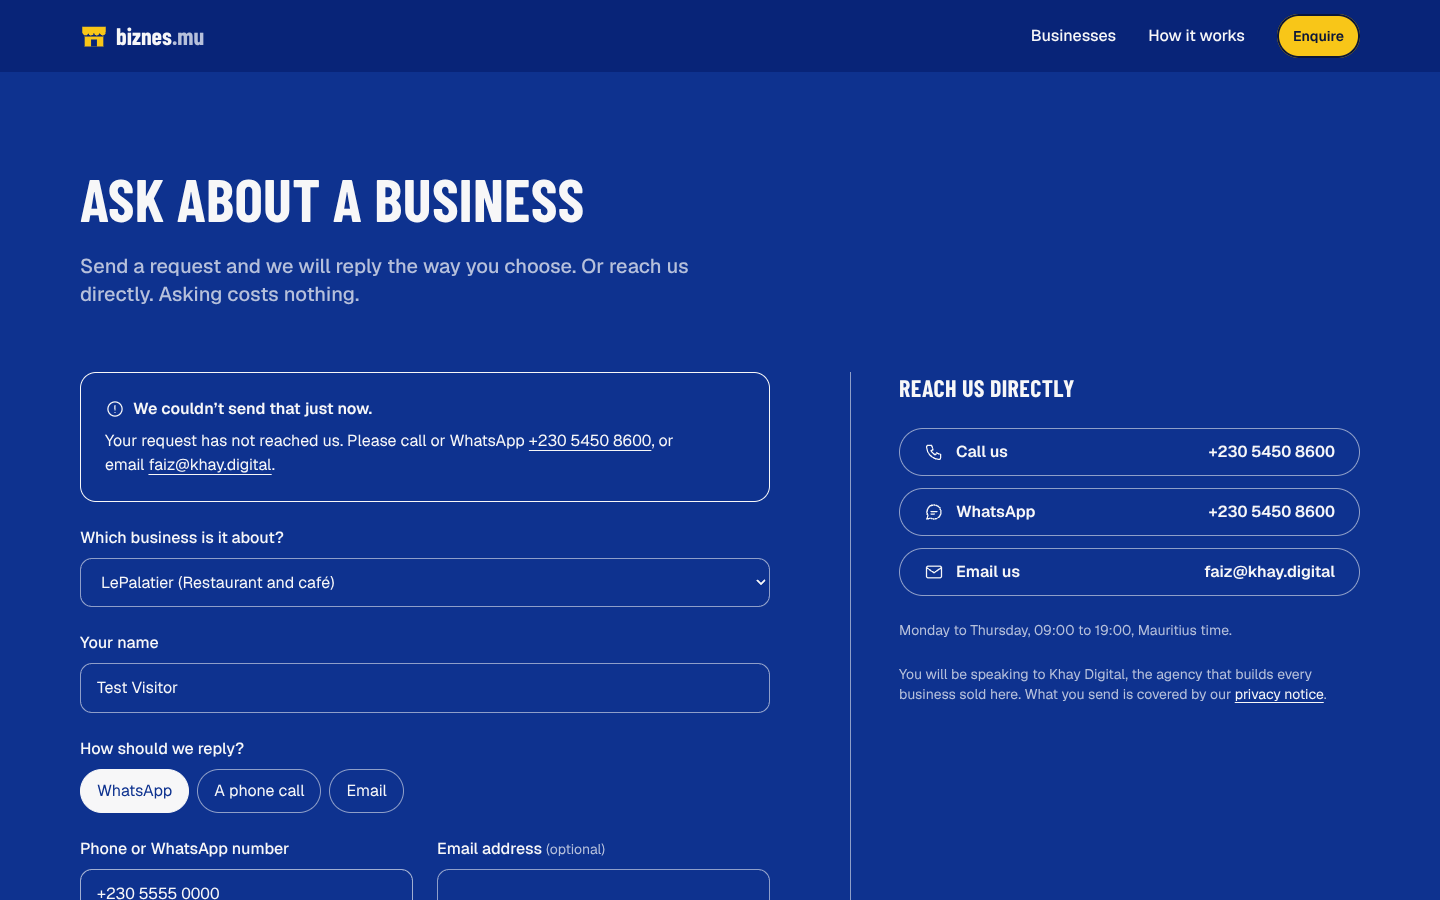 biznes.mu
Businesses
How it works
Enquire
ASK ABOUT A BUSINESS
Send a request and we will reply the way you choose. Or reach us
directly. Asking costs nothing.
We couldn’t send that just now.
Your request has not reached us. Please call or WhatsApp +230 5450 8600, or
email faiz@khay.digital.
Which business is it about?
LePalatier (Restaurant and café)
Your name
Test Visitor
How should we reply?
WhatsApp
A phone call
Email
Phone or WhatsApp number
Email address (optional)
+230 5555 0000
REACH US DIRECTLY
Call us +230 5450 8600
WhatsApp +230 5450 8600
Email us faiz@khay.digital
Monday to Thursday, 09:00 to 19:00, Mauritius time.
You will be speaking to Khay Digital, the agency that builds every
business sold here. What you send is covered by our privacy notice.